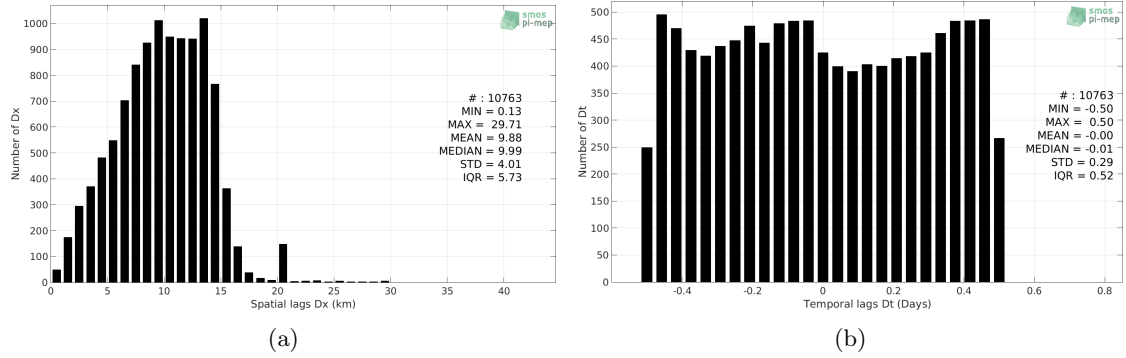 1000
900
800
700
600
500
400
300
200
100
0
Number of Dx
0 5 10 15 20 25 30 35 40
Spatial lags Dx (km)
smos
pi-mep
# : 10763
MIN = 0.13
MAX = 29.71
MEAN = 9.88
MEDIAN = 9.99
STD = 4.01
IQR = 5.73
(a)
500
450
400
350
300
250
200
150
100
50
0
Number of Dt
-0.4 -0.2 0 0.2 0.4 0.6 0.8
Temporal lags Dt (Days)
smos
pi-mep
# : 10763
MIN = -0.50
MAX = 0.50
MEAN = -0.00
MEDIAN = -0.01
STD = 0.29
IQR = 0.52
(b)